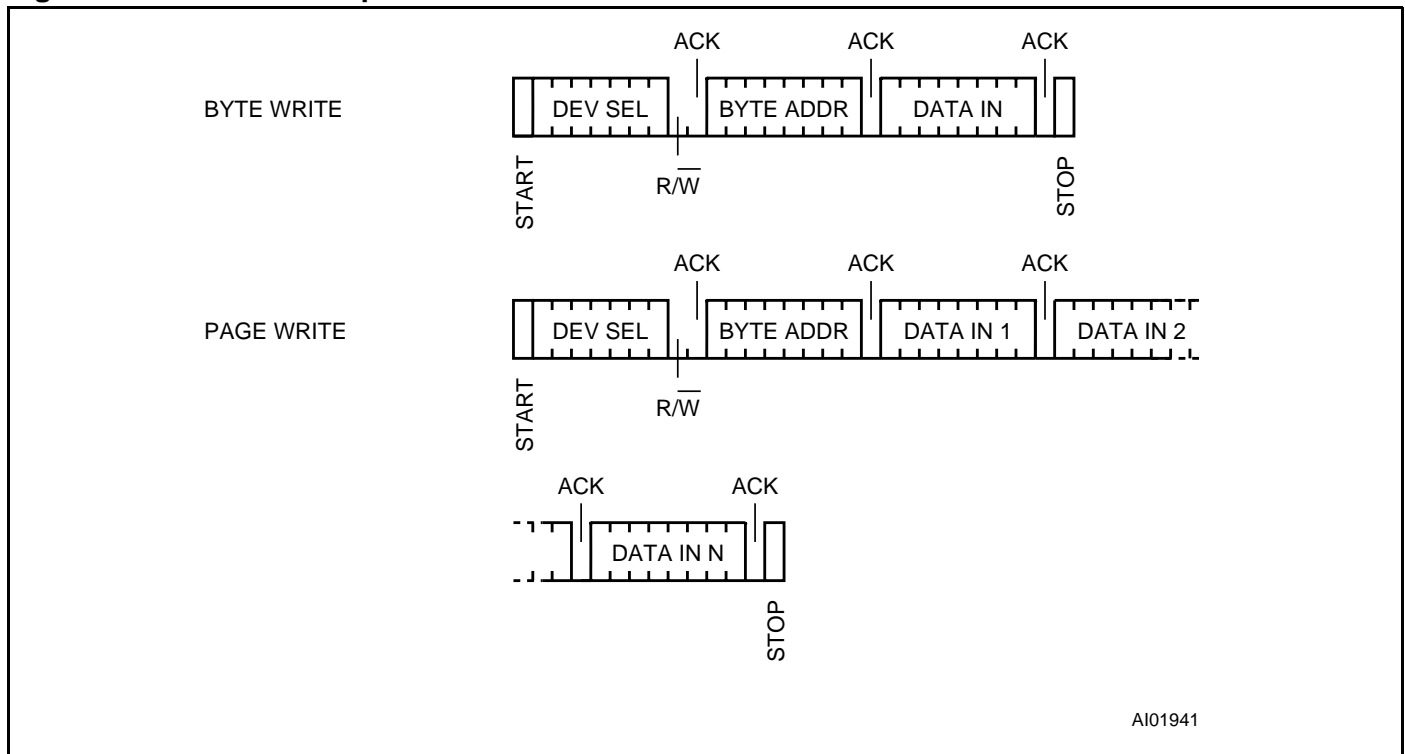 ACK ACK ACK
BYTE WRITE DEV SEL BYTE ADDR DATA IN
START R/W̅ STOP
ACK ACK ACK
PAGE WRITE DEV SEL BYTE ADDR DATA IN 1 DATA IN 2
START R/W̅
ACK ACK
DATA IN N
STOP
AI01941